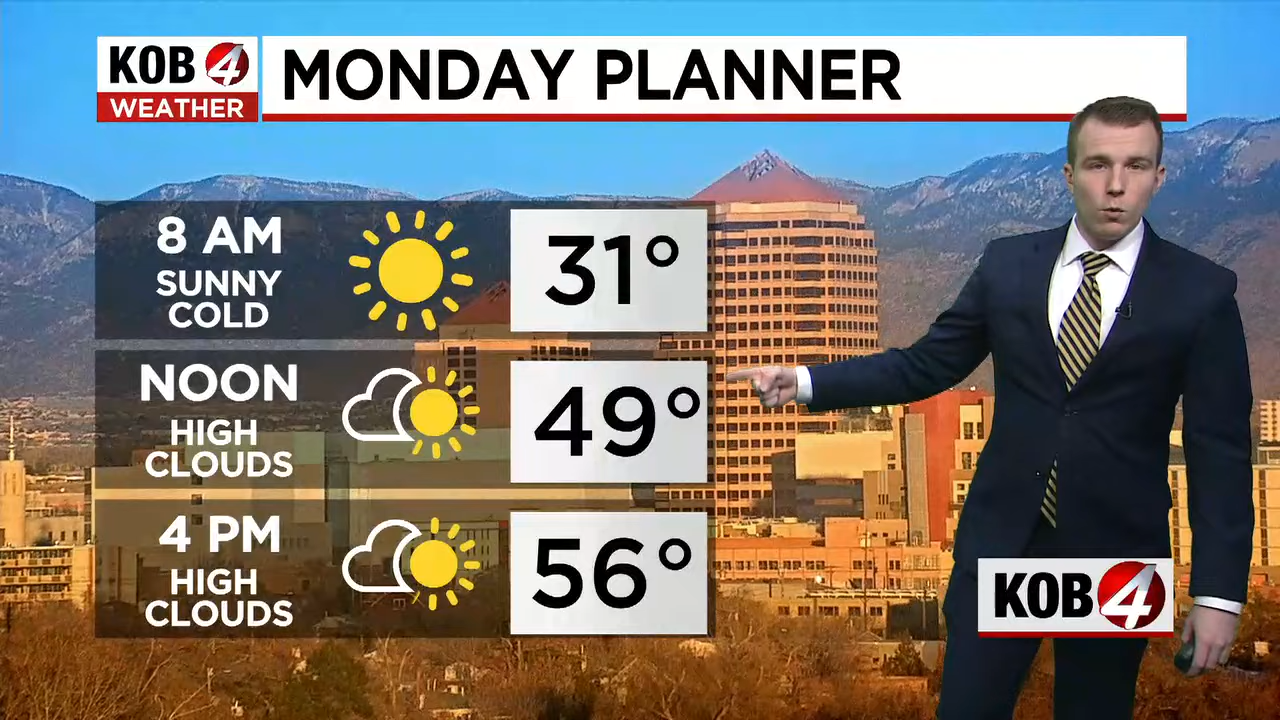 KOB 4
WEATHER
MONDAY PLANNER
8 AM
SUNNY
COLD
31°
NOON
HIGH
CLOUDS
49°
4 PM
HIGH
CLOUDS
56°
KOB 4